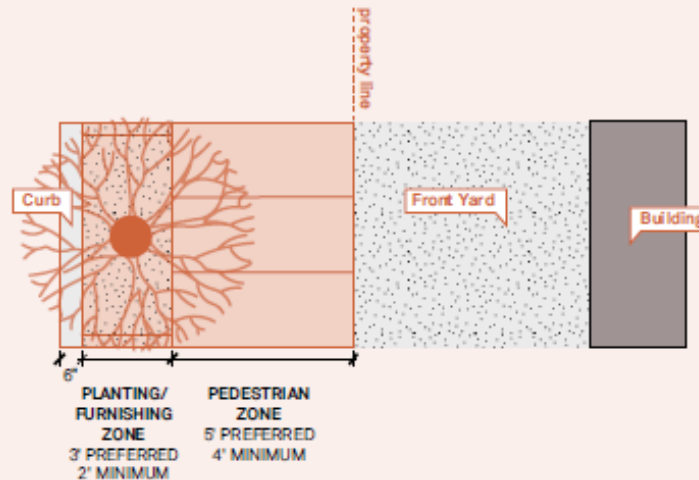 property line
Curb
Front Yard
Building
6"
PLANTING/
FURNISHING
ZONE
3' PREFERRED
2' MINIMUM
PEDESTRIAN
ZONE
5' PREFERRED
4' MINIMUM